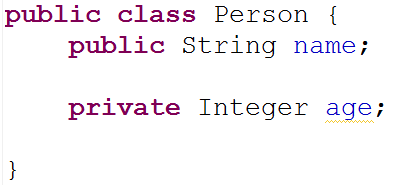 public class Person {
    public String name;
    private Integer age;
}